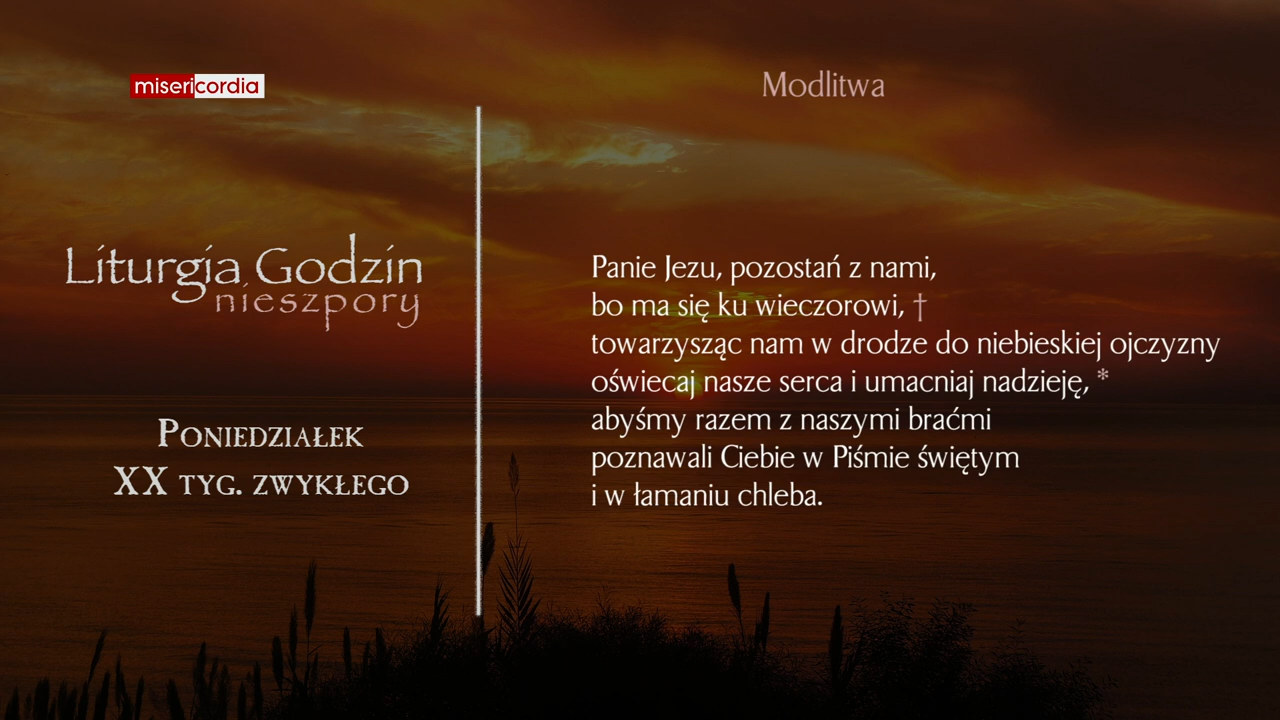 misericordia
Liturgia Godzin
nieszpory
Poniedziałek
XX tyg. zwykłego
Modlitwa
Panie Jezu, pozostań z nami,
bo ma się ku wieczorowi, †
towarzysząc nam w drodze do niebieskiej ojczyzny
oświecaj nasze serca i umacniaj nadzieję, *
abyśmy razem z naszymi braćmi
poznawali Ciebie w Piśmie świętym
i w łamaniu chleba.